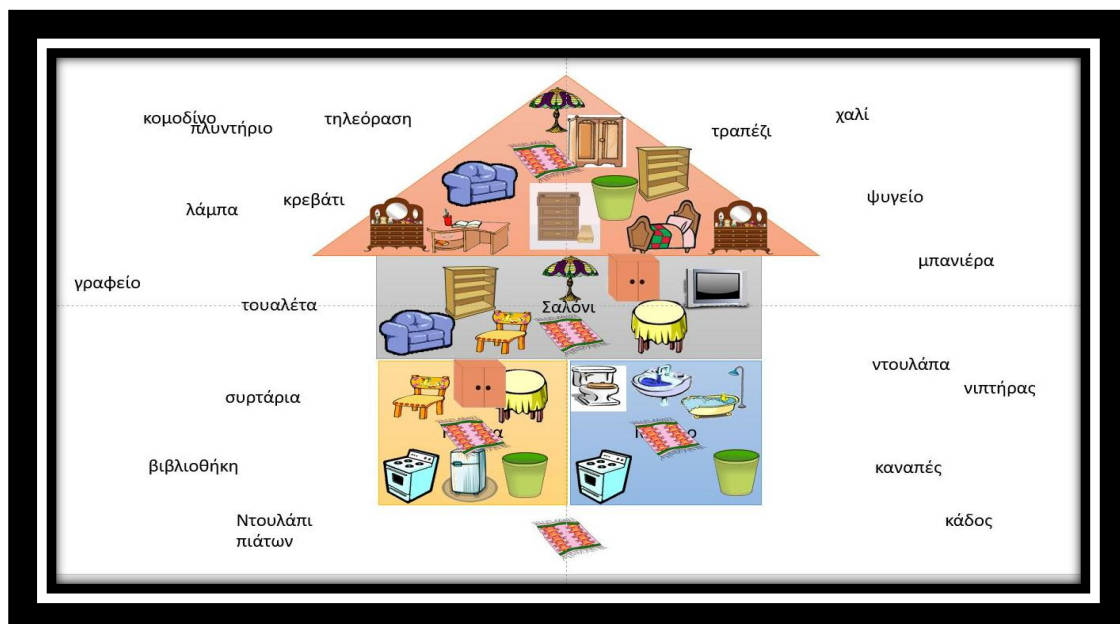 κομοδίνο
πλυντήριο
τηλεόραση
τραπέζι
χαλί
λάμπα
κρεβάτι
ψυγείο
μπανιέρα
γραφείο
τουαλέτα
Σαλόνι
ντουλάπα
νιπτήρας
συρτάρια
βιβλιοθήκη
καναπές
Ντουλάπι
πιάτων
κάδος